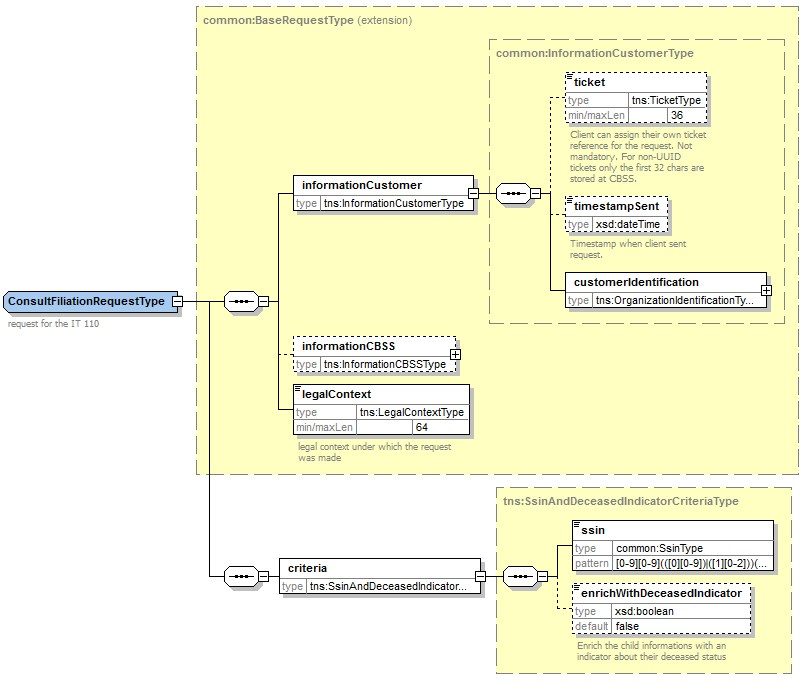 common:BaseRequestType (extension)
common:InformationCustomerType
ticket
type tns:TicketType
min/maxLen 36
Client can assign their own ticket
reference for the request. Not
mandatory. For non-UUID
tickets only the first 32 chars are
stored at CBSS.
informationCustomer
type tns:InformationCustomerType
timestampSent
type xsd:dateTime
Timestamp when client sent
request.
customerIdentification
type tns:OrganizationIdentificationTy...
ConsultFiliationRequestType
request for the IT 110
informationCBSS
type tns:InformationCBSSType
legalContext
type tns:LegalContextType
min/maxLen 64
legal context under which the request
was made
tns:SsinAndDeceasedIndicatorCriteriaType
ssin
type common:SsinType
pattern [0-9][0-9](([0][0-9])|([1][0-2]))(...
criteria
type tns:SsinAndDeceasedIndicator...
enrichWithDeceasedIndicator
type xsd:boolean
default false
Enrich the child informations with an
indicator about their deceased status